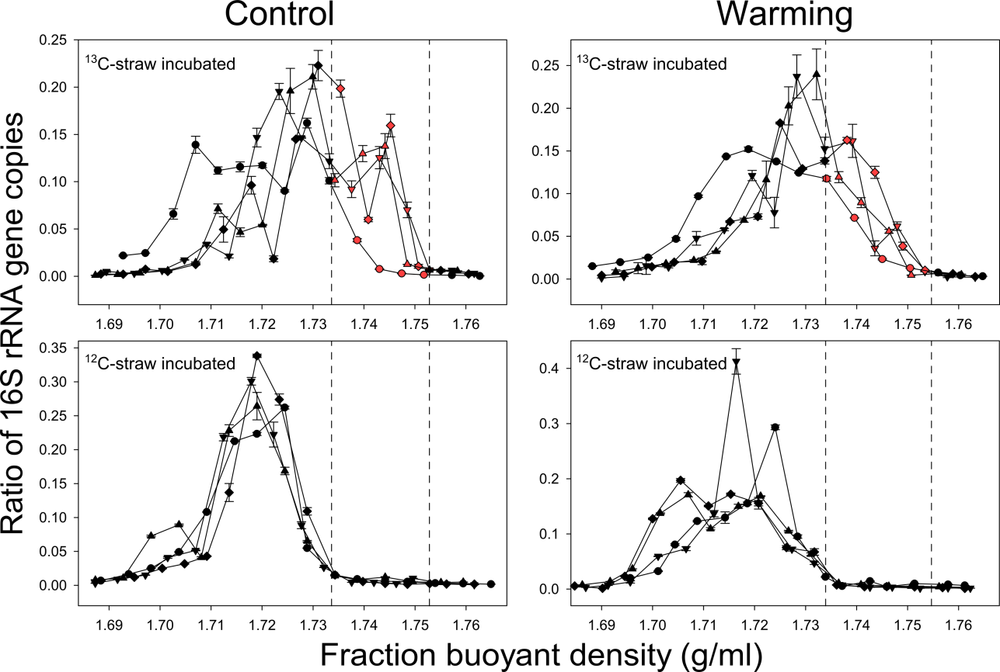 Control
Warming
Ratio of 16S rRNA gene copies
¹³C-straw incubated
0.25
0.20
0.15
0.10
0.05
0.00
1.69 1.70 1.71 1.72 1.73 1.74 1.75 1.76
¹³C-straw incubated
0.25
0.20
0.15
0.10
0.05
0.00
1.69 1.70 1.71 1.72 1.73 1.74 1.75 1.76
¹²C-straw incubated
0.35
0.30
0.25
0.20
0.15
0.10
0.05
0.00
1.69 1.70 1.71 1.72 1.73 1.74 1.75 1.76
¹²C-straw incubated
0.4
0.3
0.2
0.1
0.0
1.69 1.70 1.71 1.72 1.73 1.74 1.75 1.76
Fraction buoyant density (g/ml)